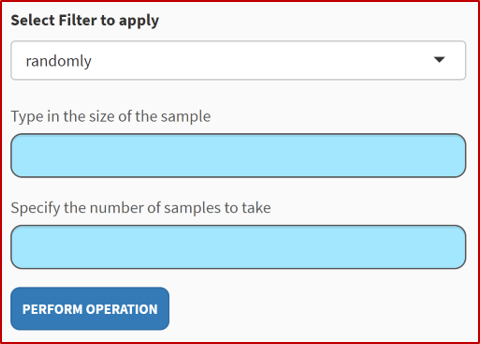 Select Filter to apply
randomly
Type in the size of the sample
Specify the number of samples to take
PERFORM OPERATION